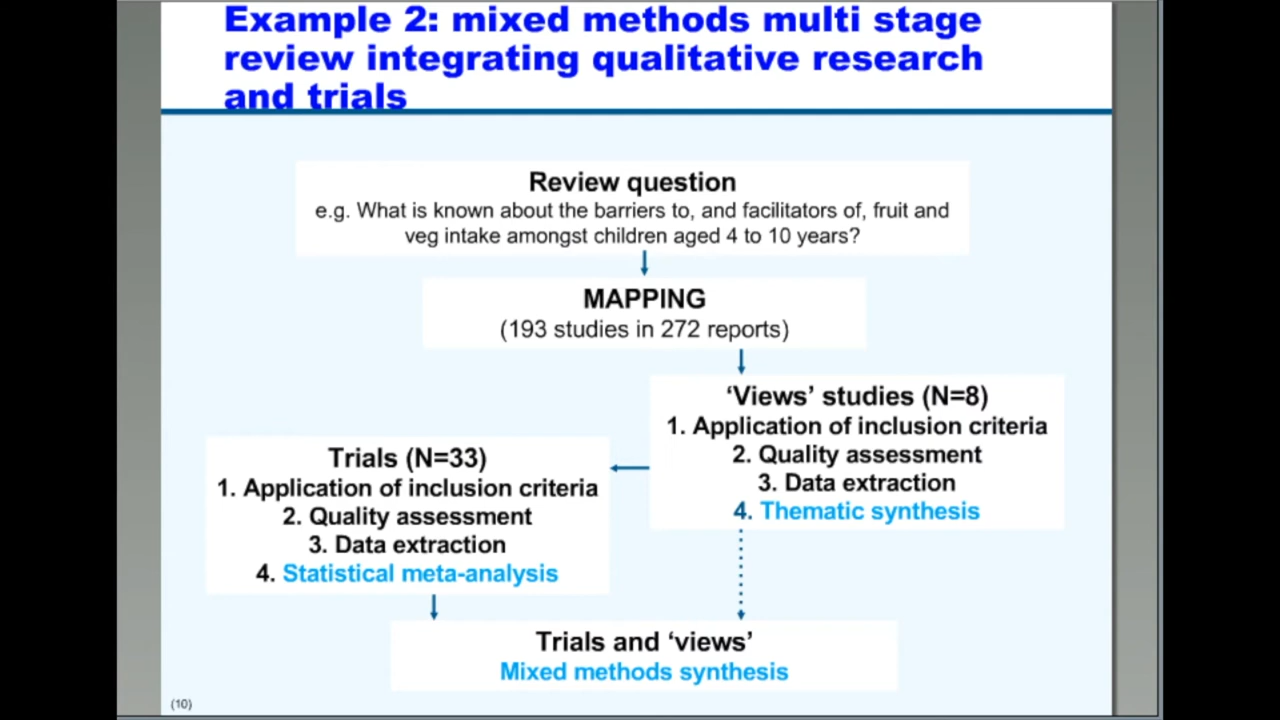 Example 2: mixed methods multi stage
review integrating qualitative research
and trials
Review question
e.g. What is known about the barriers to, and facilitators of, fruit and
veg intake amongst children aged 4 to 10 years?
MAPPING
(193 studies in 272 reports)
‘Views’ studies (N=8)
1. Application of inclusion criteria
2. Quality assessment
3. Data extraction
4. Thematic synthesis
Trials (N=33)
1. Application of inclusion criteria
2. Quality assessment
3. Data extraction
4. Statistical meta-analysis
Trials and ‘views’
Mixed methods synthesis
(10)